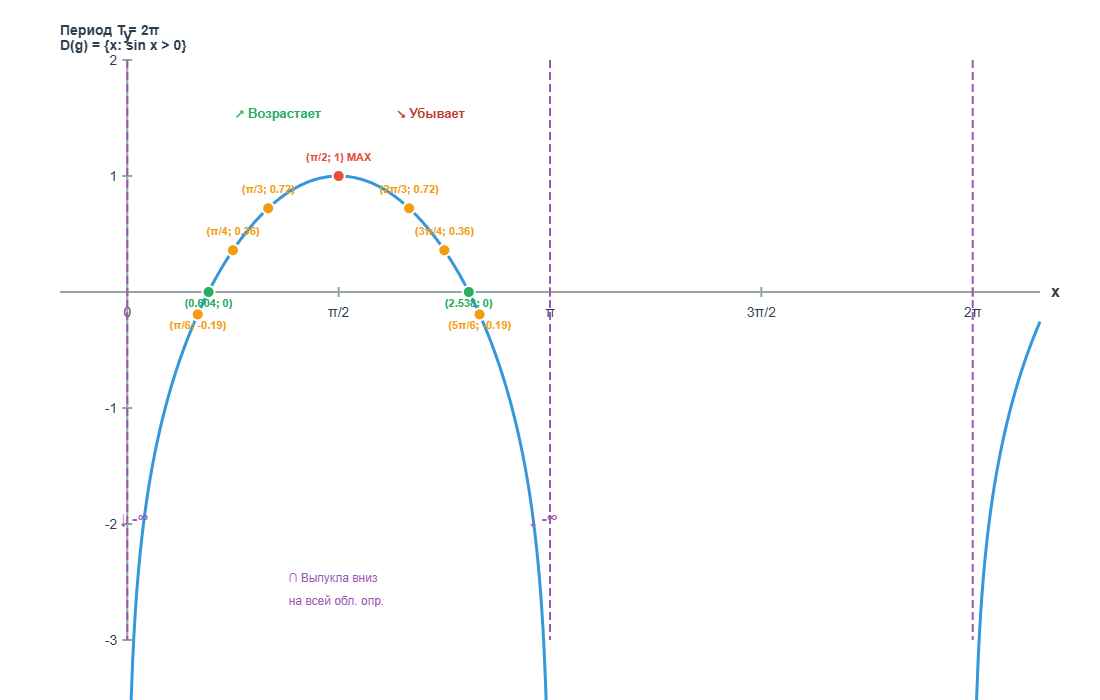 Период T = 2π
y
D(g) = {x: sin x > 0}
2
↗ Возрастает
↘ Убывает
(π/2; 1) MAX
1
(π/3; 0.72)
(2π/3; 0.72)
(π/4; 0.36)
(3π/4; 0.36)
x
(0.604; 0)
(2.538; 0)
0
π/2
π
3π/2
2π
(π/6; -0.19)
(5π/6; -0.19)
-1
-2
↓ -∞
↓ -∞
∩ Выпукла вниз
на всей обл. опр.
-3